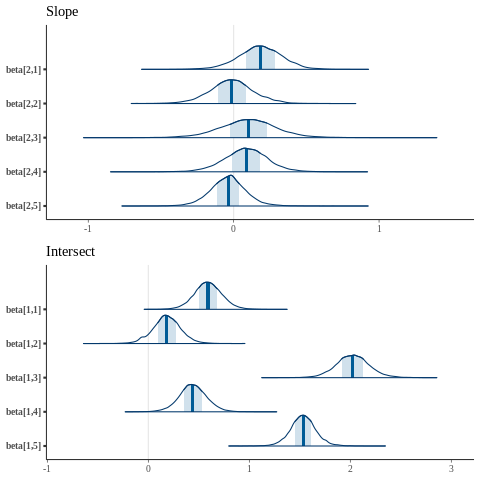 Slope
beta[2,1]
beta[2,2]
beta[2,3]
beta[2,4]
beta[2,5]
-1 0 1
Intersect
beta[1,1]
beta[1,2]
beta[1,3]
beta[1,4]
beta[1,5]
-1 0 1 2 3